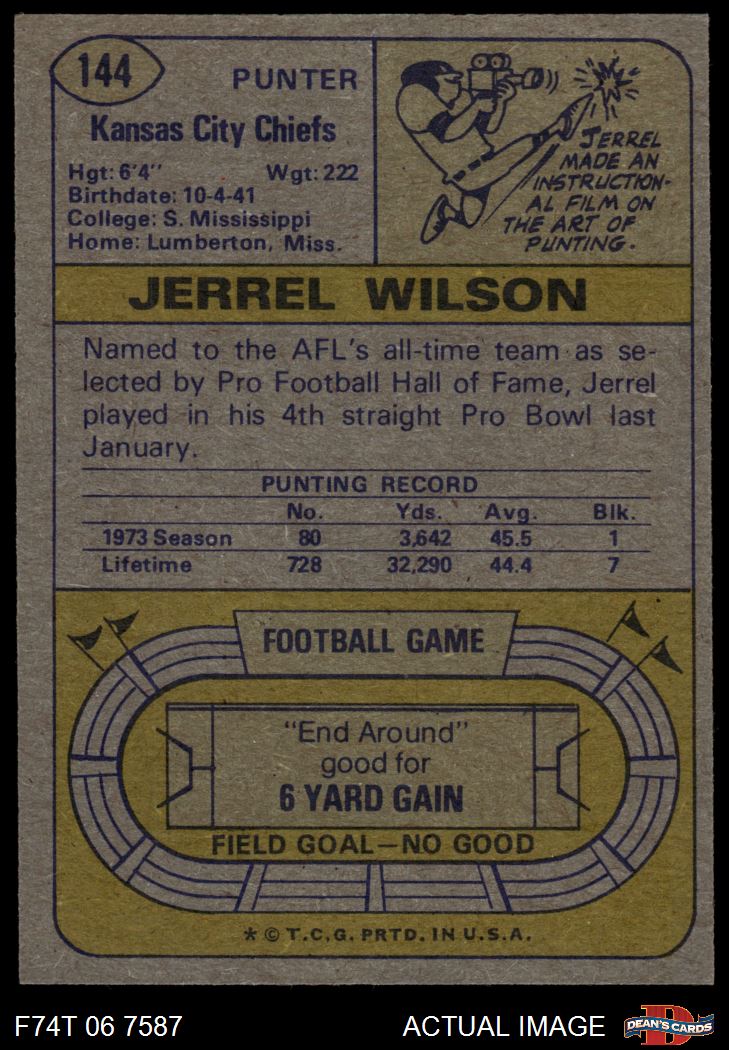 144
PUNTER
Kansas City Chiefs
Hgt: 6'4" Wgt: 222
Birthdate: 10-4-41
College: S. Mississippi
Home: Lumberton, Miss.
JERREL
MADE AN
INSTRUCTION-
AL FILM ON
THE ART OF
PUNTING.
JERREL WILSON
Named to the AFL's all-time team as se-
lected by Pro Football Hall of Fame, Jerrel
played in his 4th straight Pro Bowl last
January.
PUNTING RECORD
No. Yds. Avg. Blk.
1973 Season 80 3,642 45.5 1
Lifetime 728 32,290 44.4 7
FOOTBALL GAME
"End Around"
good for
6 YARD GAIN
FIELD GOAL—NO GOOD
* © T.C.G. PRTD. IN U.S.A.
F74T 06 7587 ACTUAL IMAGE
D
DEAN'S CARDS